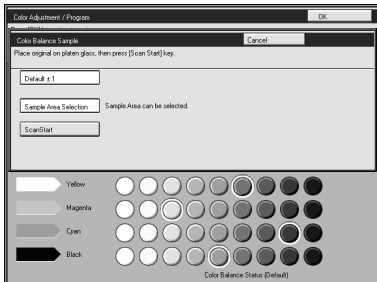 Color Adjustment / Program
OK
Color Balance Sample
Cancel
Place original on platen glass, then press [Scan Start] key.
Default ± 1
Sample Area Selection
Sample Area can be selected.
ScanStart
Yellow
Magenta
Cyan
Black
Color Balance Status (Default)